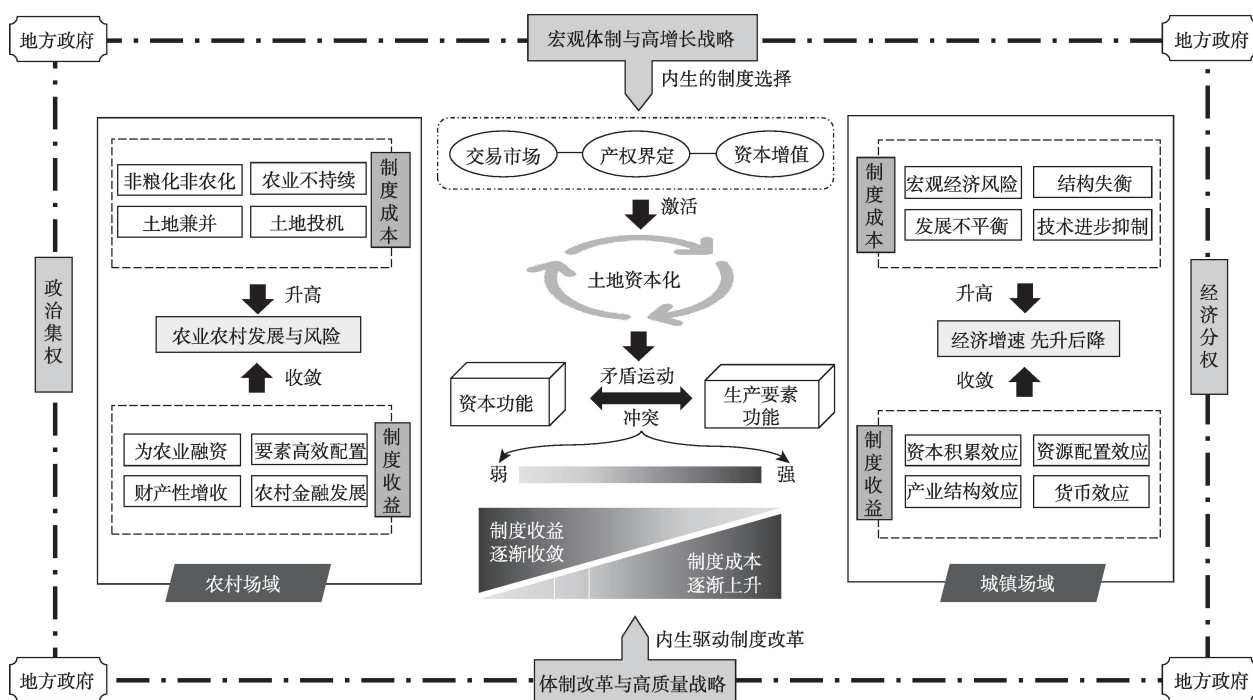 地方政府
宏观体制与高增长战略
地方政府
内生的制度选择
交易市场
产权界定
资本增值
激活
土地资本化
矛盾运动
冲突
资本功能
生产要素
功能
弱
强
制度收益
逐渐收敛
制度成本
逐渐上升
内生驱动制度改革
体制改革与高质量战略
政治集权
非粮化非农化
农业不持续
土地兼并
土地投机
制度成本
升高
农业农村发展与风险
收敛
为农业融资
要素高效配置
财产性增收
农村金融发展
制度收益
农村场域
制度成本
宏观经济风险
结构失衡
发展不平衡
技术进步抑制
升高
经济增速 先升后降
收敛
制度收益
资本积累效应
资源配置效应
产业结构效应
货币效应
城镇场域
经济分权
地方政府
地方政府